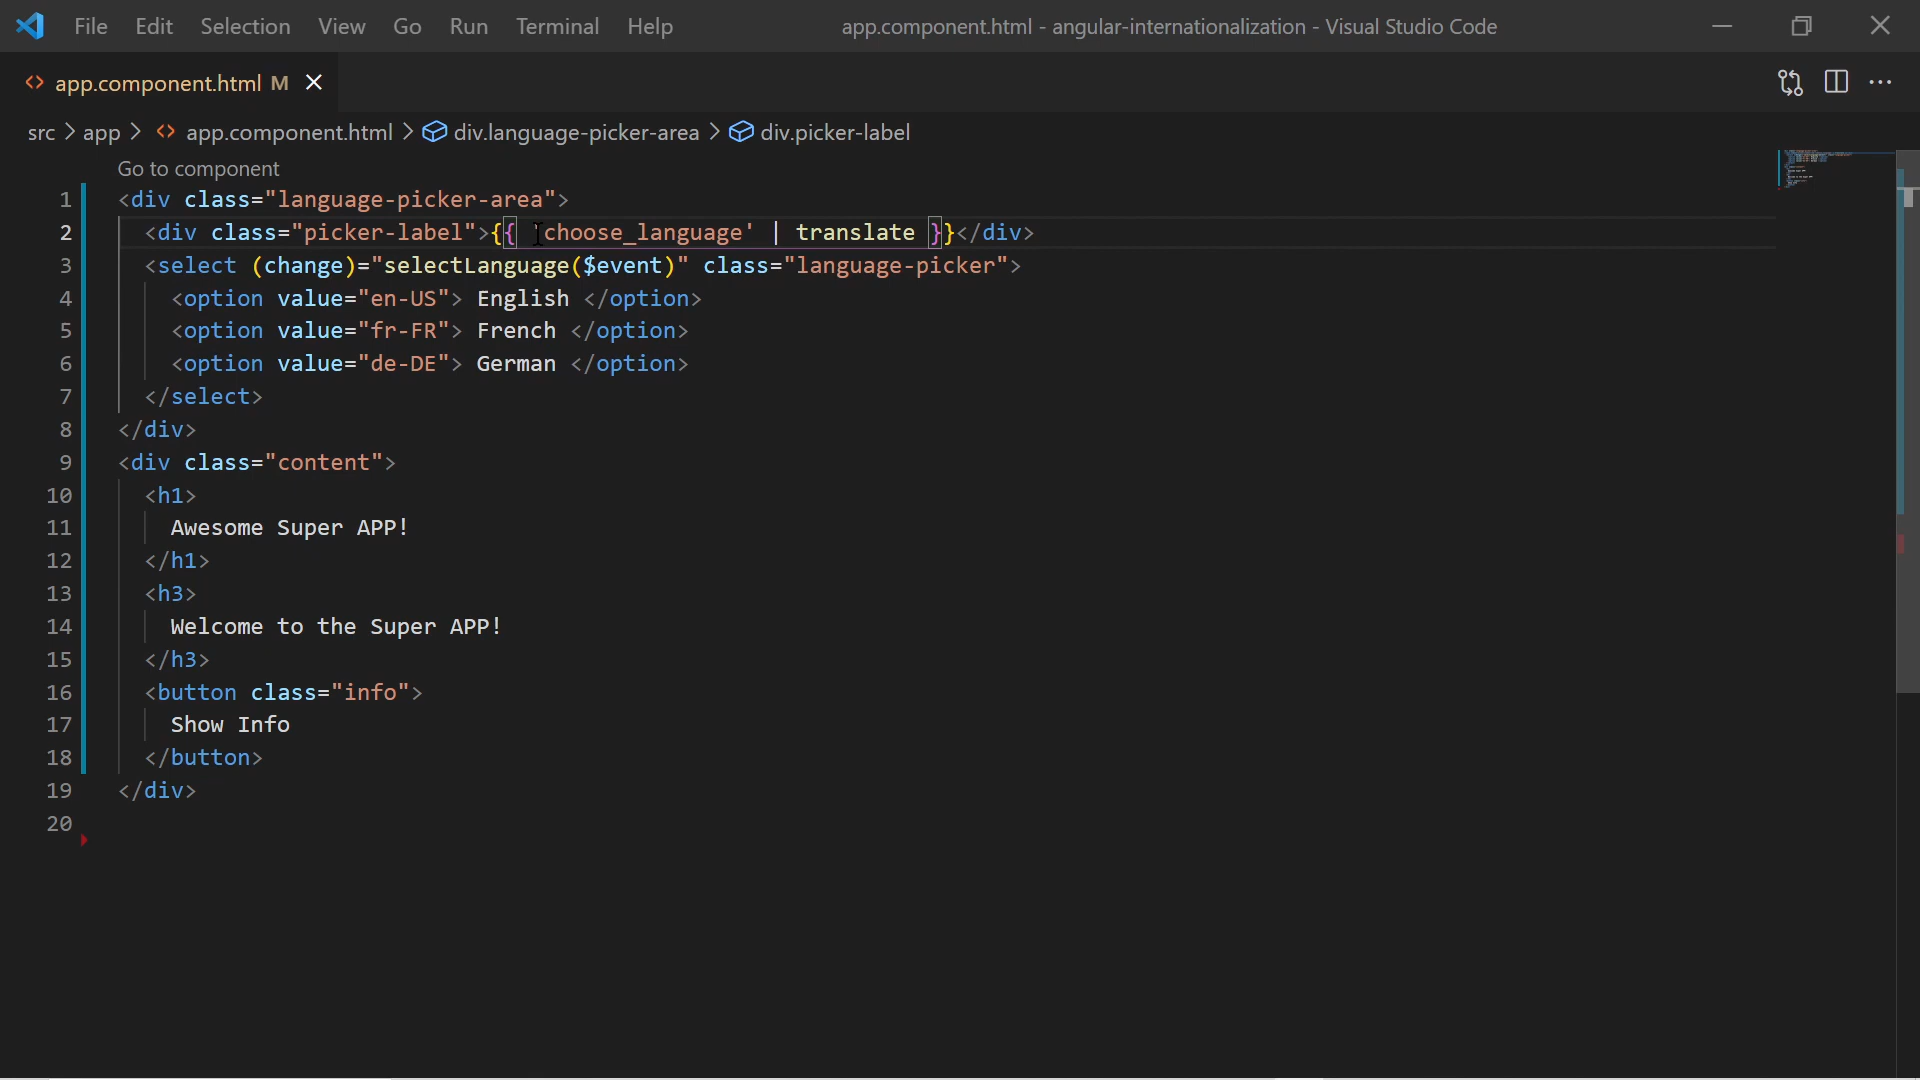 File Edit Selection View Go Run Terminal Help app.component.html - angular-internationalization - Visual Studio Code
app.component.html M
src > app > app.component.html > div.language-picker-area > div.picker-label
Go to component
1 <div class="language-picker-area">
2 <div class="picker-label">{{ 'choose_language' | translate }}</div>
3 <select (change)="selectLanguage($event)" class="language-picker">
4 <option value="en-US"> English </option>
5 <option value="fr-FR"> French </option>
6 <option value="de-DE"> German </option>
7 </select>
8 </div>
9 <div class="content">
10 <h1>
11 Awesome Super APP!
12 </h1>
13 <h3>
14 Welcome to the Super APP!
15 </h3>
16 <button class="info">
17 Show Info
18 </button>
19 </div>
20